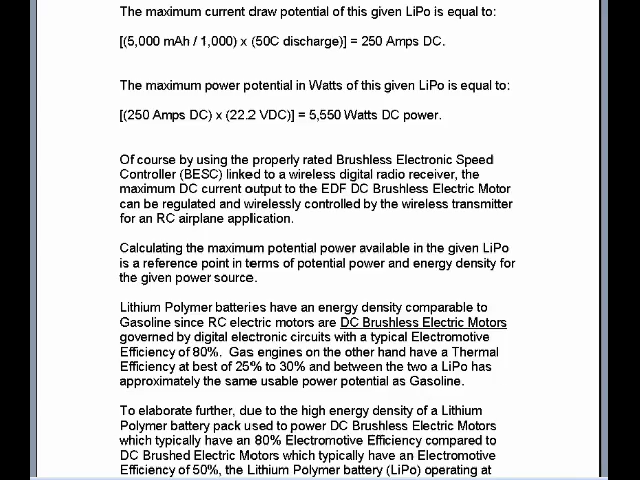 The maximum current draw potential of this given LiPo is equal to:
[(5,000 mAh / 1,000) x (50C discharge)] = 250 Amps DC.
The maximum power potential in Watts of this given LiPo is equal to:
[(250 Amps DC) x (22.2 VDC)] = 5,550 Watts DC power.
Of course by using the properly rated Brushless Electronic Speed
Controller (BESC) linked to a wireless digital radio receiver, the
maximum DC current output to the EDF DC Brushless Electric Motor
can be regulated and wirelessly controlled by the wireless transmitter
for an RC airplane application.
Calculating the maximum potential power available in the given LiPo
is a reference point in terms of potential power and energy density for
the given power source.
Lithium Polymer batteries have an energy density comparable to
Gasoline since RC electric motors are DC Brushless Electric Motors
governed by digital electronic circuits with a typical Electromotive
Efficiency of 80%.  Gas engines on the other hand have a Thermal
Efficiency at best of 25% to 30% and between the two a LiPo has
approximately the same usable power potential as Gasoline.
To elaborate further, due to the high energy density of a Lithium
Polymer battery pack used to power DC Brushless Electric Motors
which typically have an 80% Electromotive Efficiency compared to
DC Brushed Electric Motors which typically have an Electromotive
Efficiency of 50%, the Lithium Polymer battery (LiPo) operating at